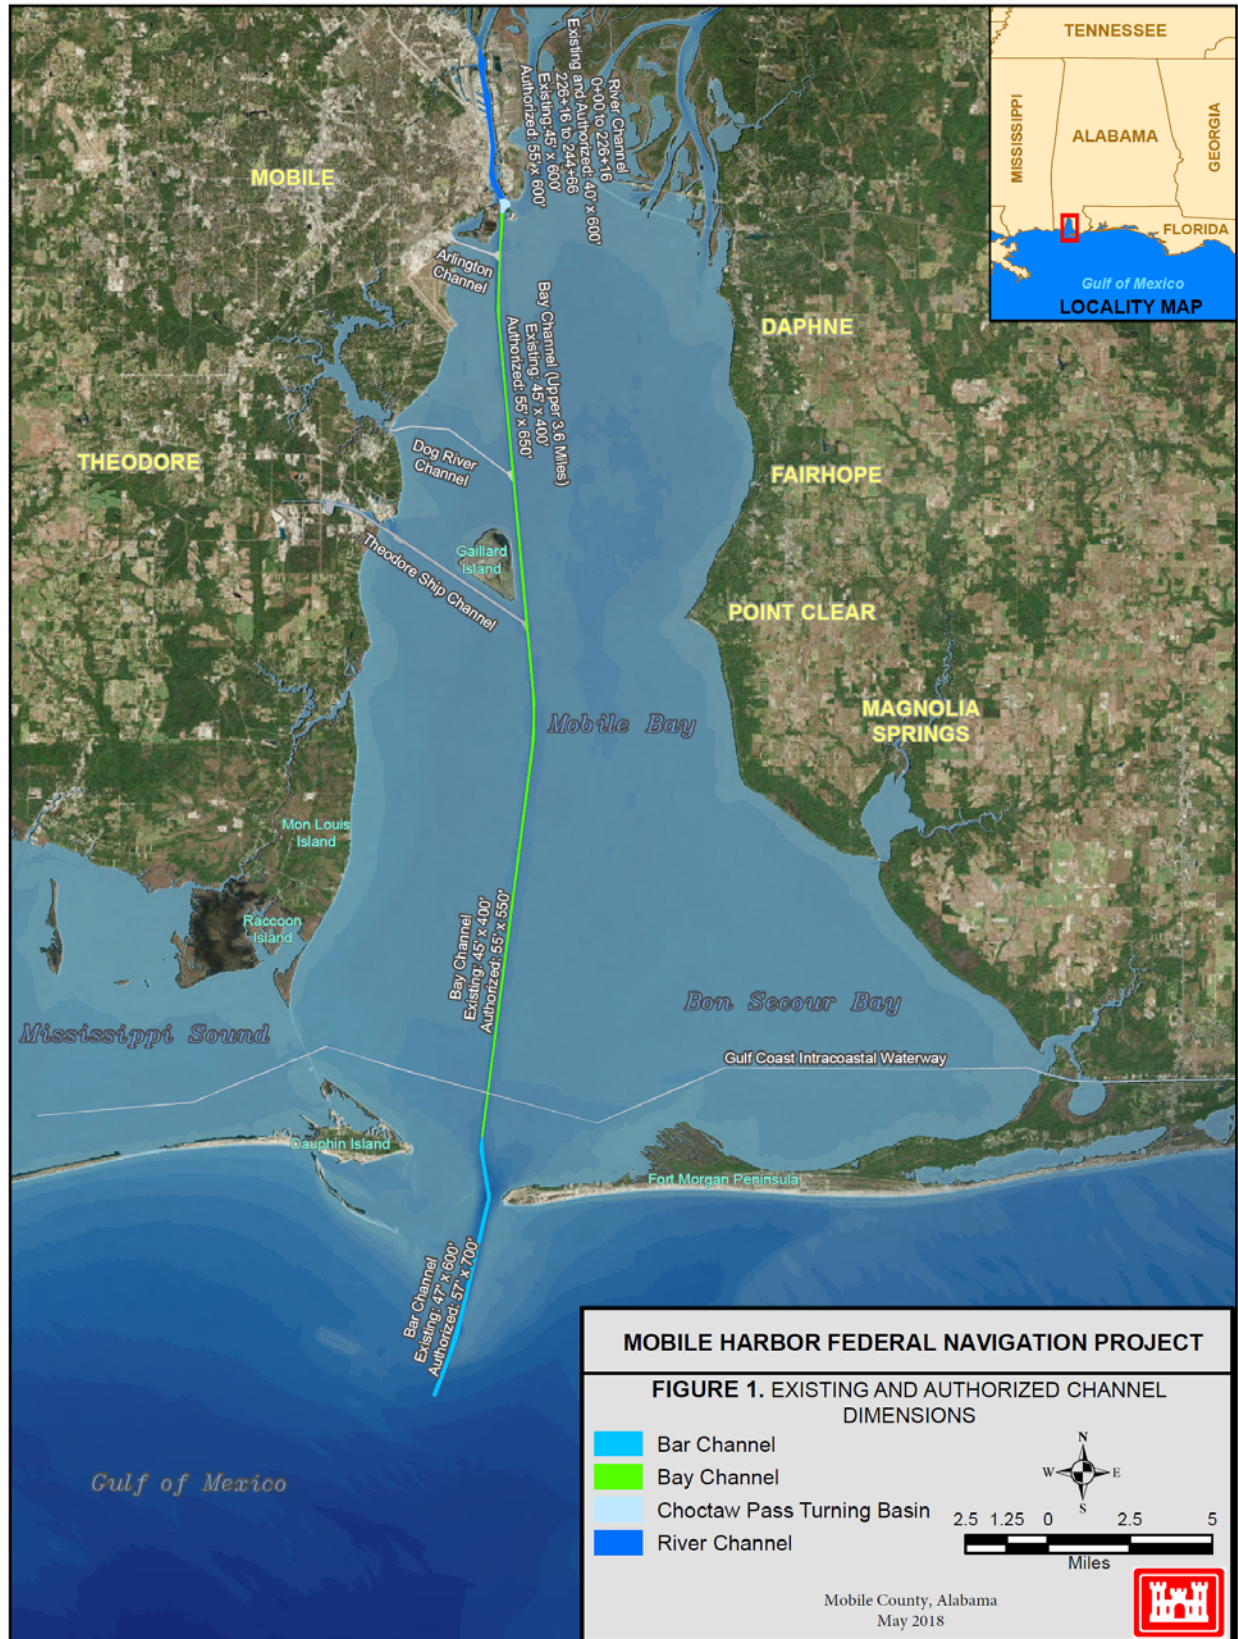 TENNESSEE
MISSISSIPPI
ALABAMA
GEORGIA
FLORIDA
Gulf of Mexico
LOCALITY MAP
River Channel
0+00 to 226+16
Existing and Authorized: 40' x 600'
226+16 to 244+66
Existing:45' x 600'
Authorized: 55' x 600'
MOBILE
Arlington
Channel
Bay Channel (Upper 3.6 Miles)
Existing: 45' x 400'
Authorized: 55' x 650'
DAPHNE
THEODORE
Dog River
Channel
FAIRHOPE
Gaillard
Island
Theodore Ship Channel
POINT CLEAR
MAGNOLIA
SPRINGS
Mobile Bay
Mon Louis
Island
Raccoon
Island
Bay Channel
Existing: 45' x 400'
Authorized: 55' x 550'
Bon Secour Bay
Mississippi Sound
Gulf Coast Intracoastal Waterway
Dauphin Island
Fort Morgan Peninsula
Bar Channel
Existing: 47' x 600'
Authorized: 57' x 700'
Gulf of Mexico
MOBILE HARBOR FEDERAL NAVIGATION PROJECT
FIGURE 1. EXISTING AND AUTHORIZED CHANNEL
DIMENSIONS
Bar Channel
Bay Channel
Choctaw Pass Turning Basin
River Channel
N
W E
S
2.5 1.25 0 2.5 5
Miles
Mobile County, Alabama
May 2018